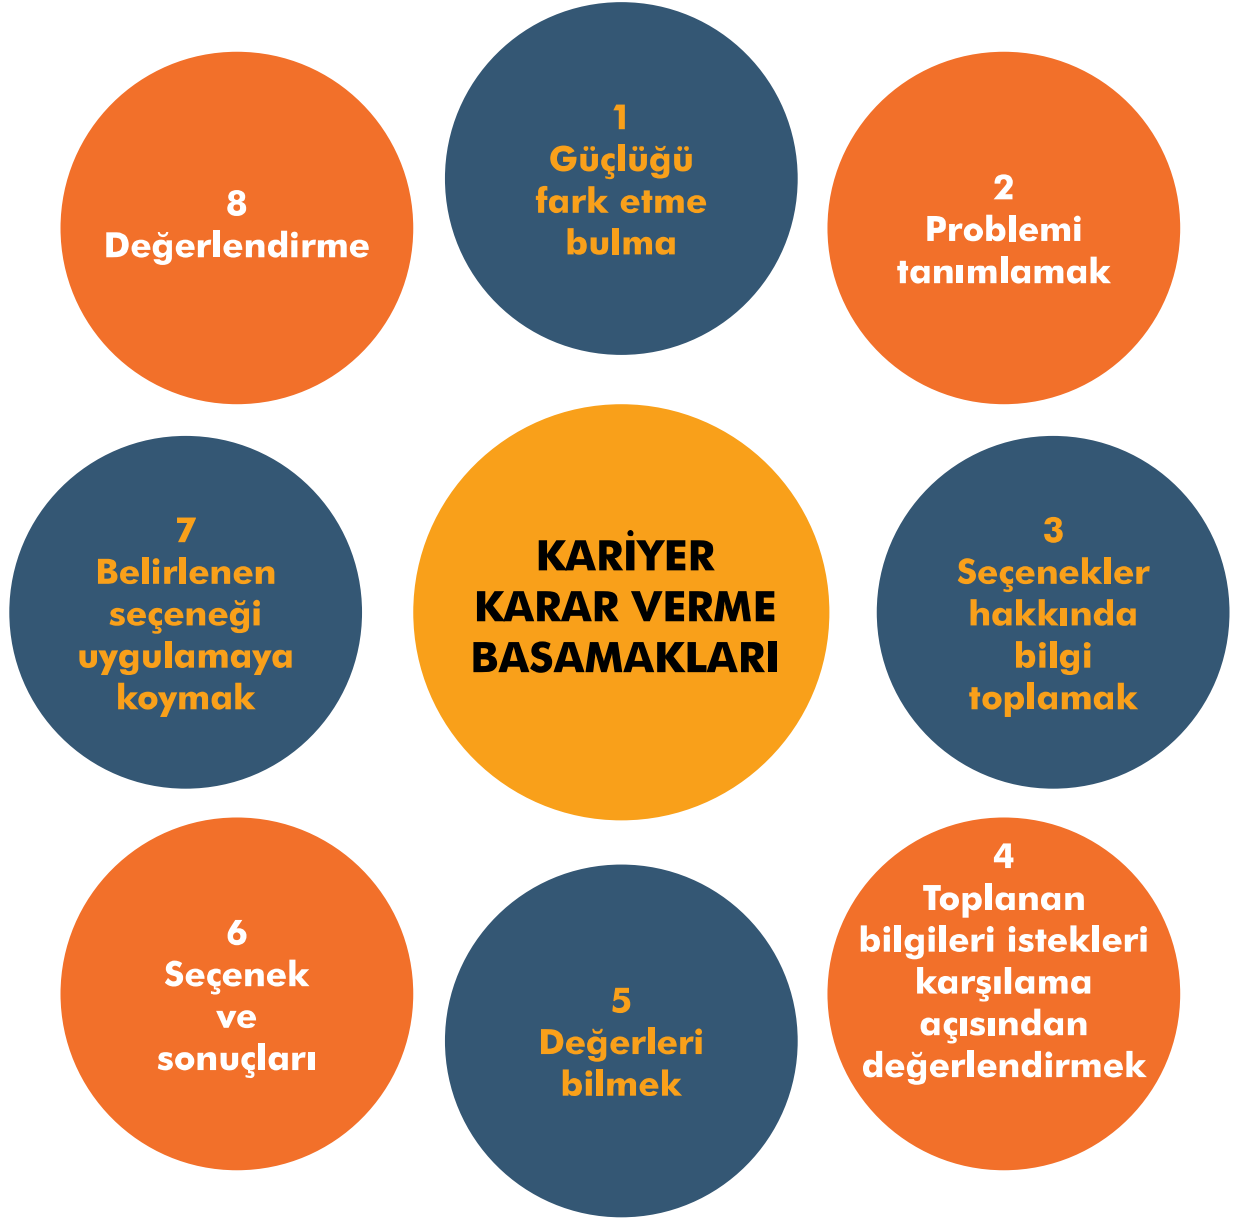 KARİYER
KARAR VERME
BASAMAKLARI
1
Güçlüğü
fark etme
bulma
2
Problemi
tanımlamak
3
Seçenekler
hakkında
bilgi
toplamak
4
Toplanan
bilgileri istekleri
karşılama
açısından
değerlendirmek
5
Değerleri
bilmek
6
Seçenek
ve
sonuçları
7
Belirlenen
seçeneği
uygulamaya
koymak
8
Değerlendirme